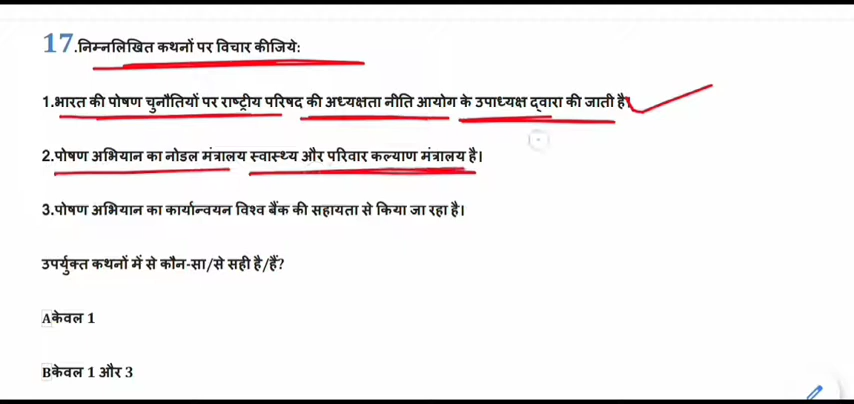 17.निम्नलिखित कथनों पर विचार कीजिये:
1.भारत की पोषण चुनौतियों पर राष्ट्रीय परिषद की अध्यक्षता नीति आयोग के उपाध्यक्ष द्वारा की जाती है।
2.पोषण अभियान का नोडल मंत्रालय स्वास्थ्य और परिवार कल्याण मंत्रालय है।
3.पोषण अभियान का कार्यान्वयन विश्व बैंक की सहायता से किया जा रहा है।
उपर्युक्त कथनों में से कौन-सा/से सही है/हैं?
Aकेवल 1
Bकेवल 1 और 3